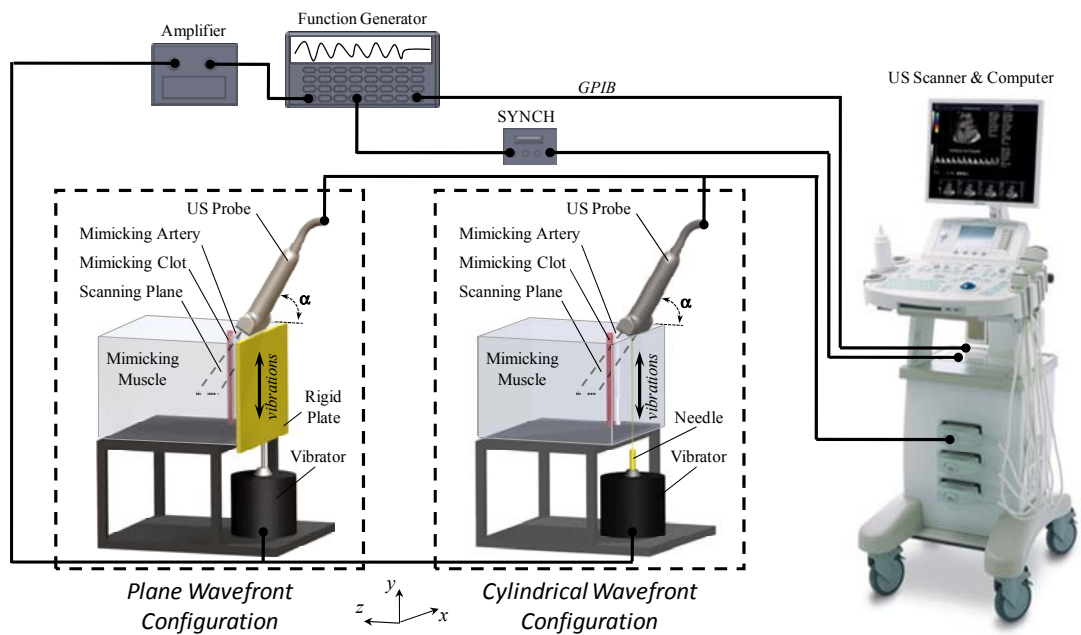 Function Generator
Amplifier
US Scanner & Computer
GPIB
SYNCH
US Probe
Mimicking Artery
Mimicking Clot
Scanning Plane
α
Mimicking
Muscle
vibrations
Rigid
Plate
Vibrator
US Probe
Mimicking Artery
Mimicking Clot
Scanning Plane
α
Mimicking
Muscle
vibrations
Needle
Vibrator
Plane Wavefront
Configuration
y
z
x
Cylindrical Wavefront
Configuration